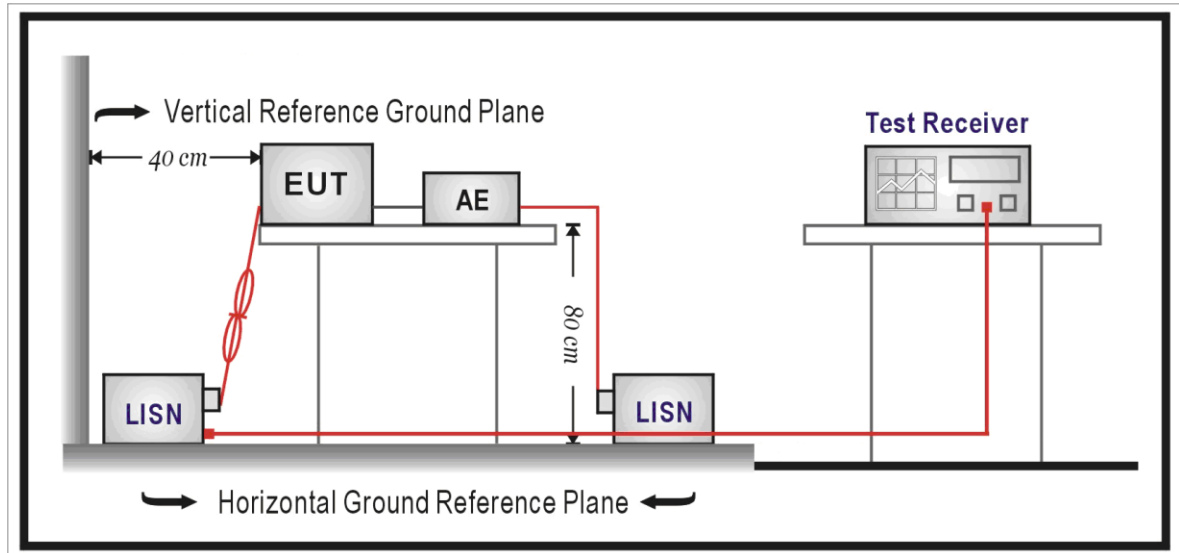 Vertical Reference Ground Plane
40 cm
EUT
AE
Test Receiver
80 cm
LISN
LISN
Horizontal Ground Reference Plane